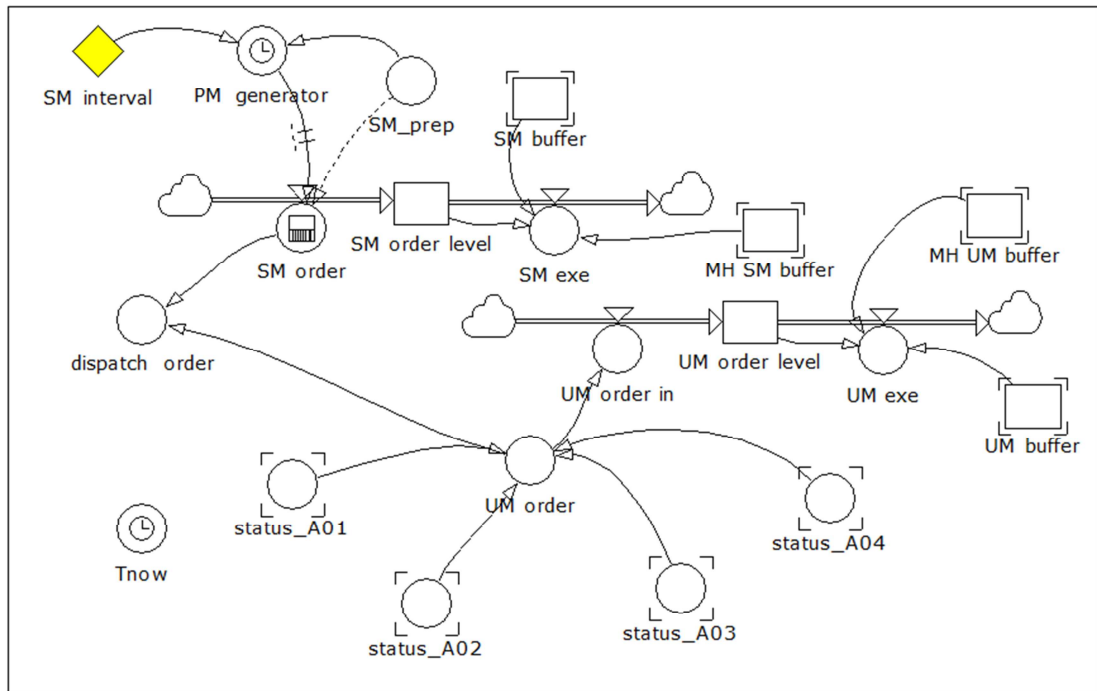 SM interval
PM generator
SM_prep
SM buffer
SM order
SM order level
SM exe
MH SM buffer
MH UM buffer
dispatch order
UM order in
UM order level
UM exe
UM buffer
UM order
status_A01
status_A04
Tnow
status_A02
status_A03